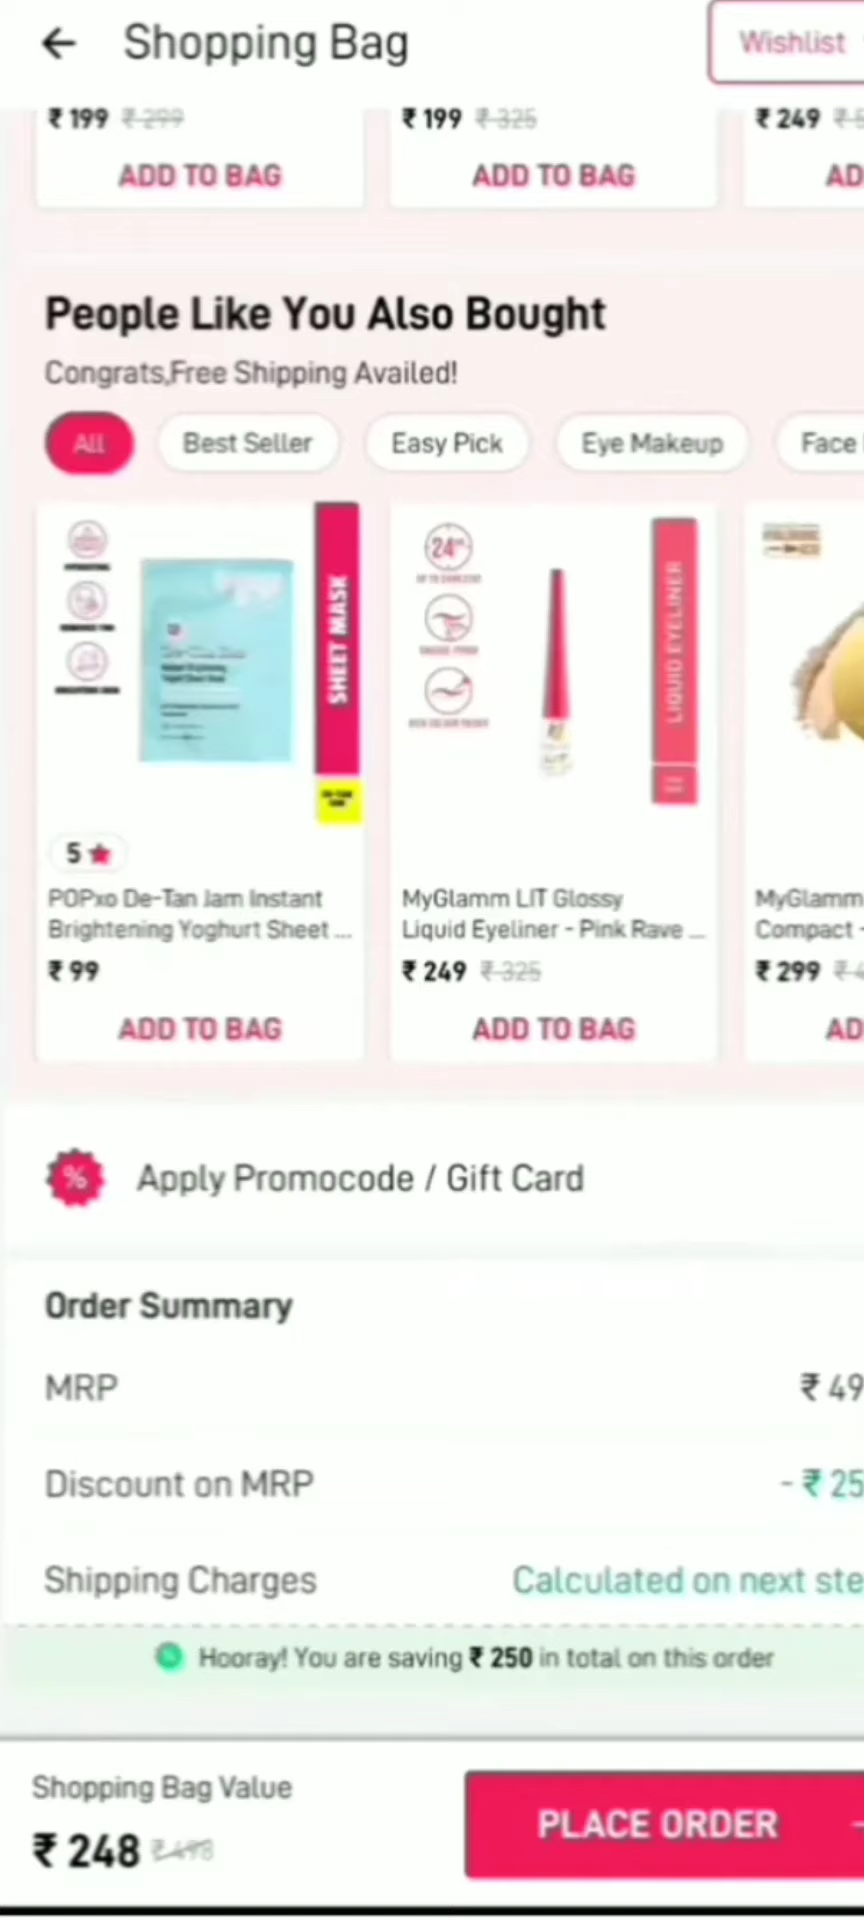 Shopping Bag
Wishlist
₹ 199 ₹ 299
₹ 199 ₹ 325
₹ 249
ADD TO BAG
ADD TO BAG
AD
People Like You Also Bought
Congrats,Free Shipping Availed!
All
Best Seller
Easy Pick
Eye Makeup
Face
SHEET MASK
24
LIQUID EYELINER
5
POPxo De-Tan Jam Instant
Brightening Yoghurt Sheet ...
₹ 99
ADD TO BAG
MyGlamm LIT Glossy
Liquid Eyeliner - Pink Rave ...
₹ 249 ₹ 325
ADD TO BAG
MyGlamm
Compact -
₹ 299
AD
% Apply Promocode / Gift Card
Order Summary
MRP ₹ 49
Discount on MRP - ₹ 25
Shipping Charges Calculated on next ste
Hooray! You are saving ₹ 250 in total on this order
Shopping Bag Value
₹ 248 ₹ 498
PLACE ORDER